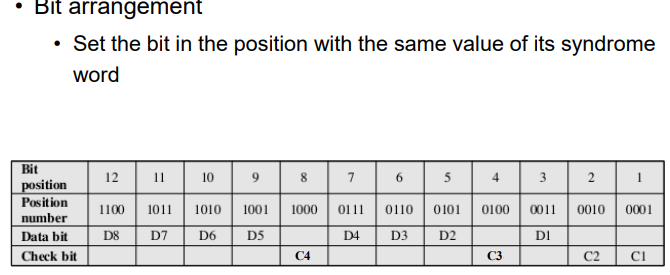 • Bit arrangement
• Set the bit in the position with the same value of its syndrome
word
Bit position 12 11 10 9 8 7 6 5 4 3 2 1
Position number 1100 1011 1010 1001 1000 0111 0110 0101 0100 0011 0010 0001
Data bit D8 D7 D6 D5 D4 D3 D2 D1
Check bit C4 C3 C2 C1